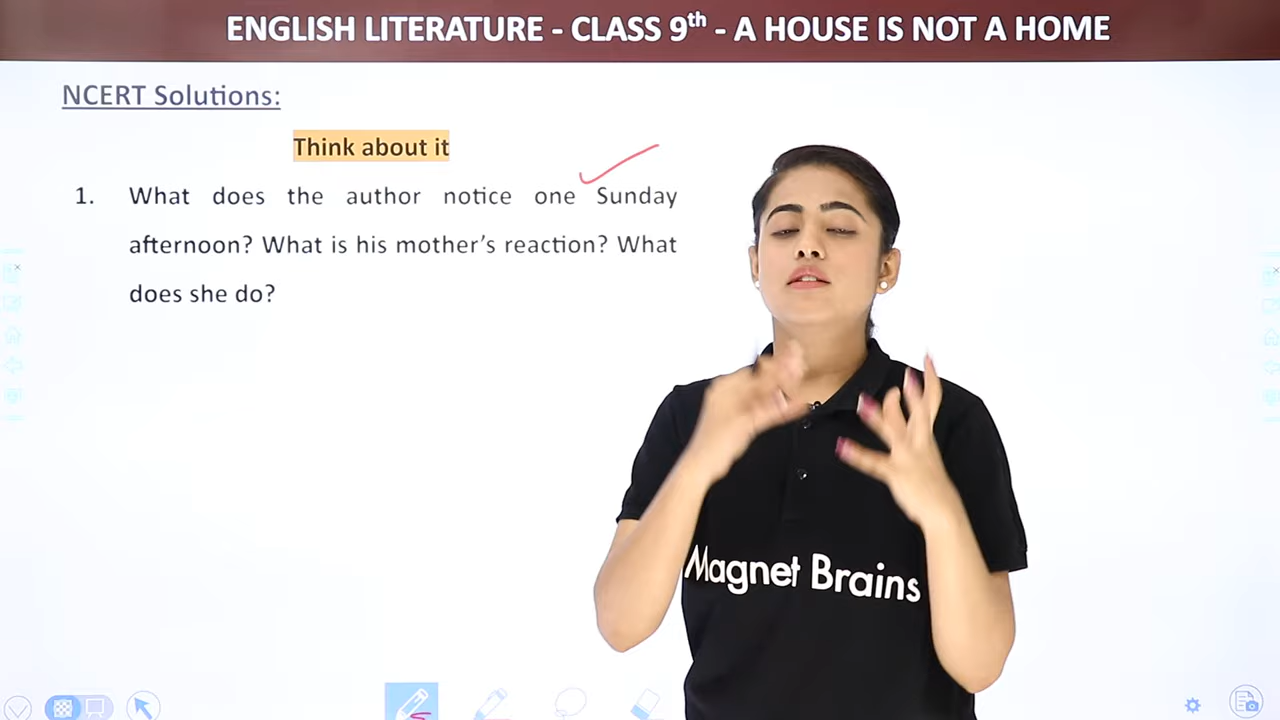 ENGLISH LITERATURE - CLASS 9th - A HOUSE IS NOT A HOME
NCERT Solutions:
Think about it
1. What does the author notice one Sunday
afternoon? What is his mother's reaction? What
does she do?
Magnet Brains